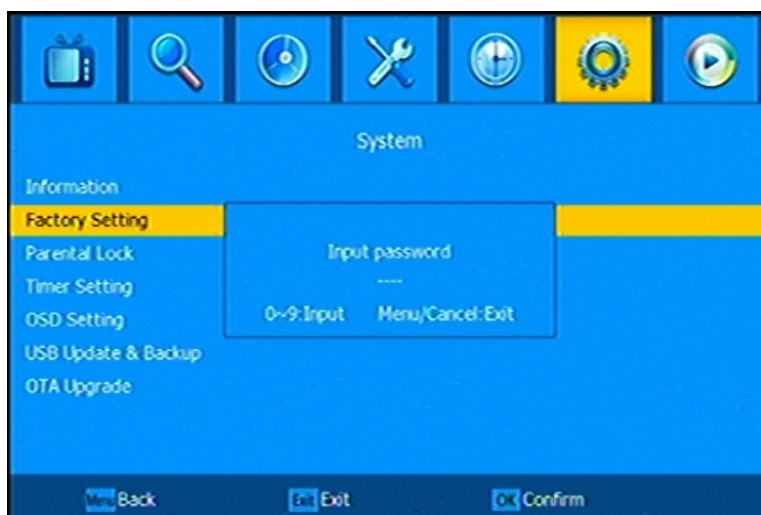 System
Information
Factory Setting
Parental Lock
Timer Setting
OSD Setting
USB Update & Backup
OTA Upgrade
Input password
----
0~9:Input Menu/Cancel:Exit
Menu Back Exit Exit OK Confirm